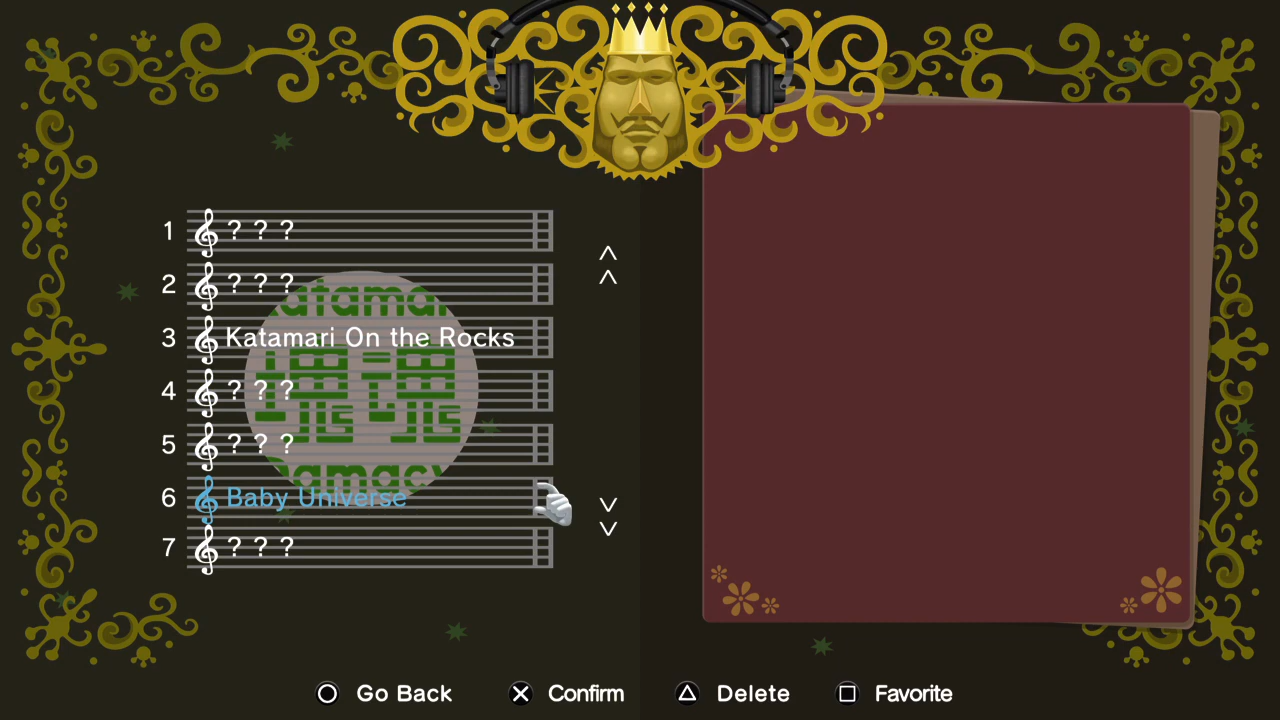 1 ? ? ?
2 ? ? ?
3 Katamari On the Rocks
4 ? ? ?
5 ? ? ?
6 Baby Universe
7 ? ? ?
Go Back Confirm Delete Favorite